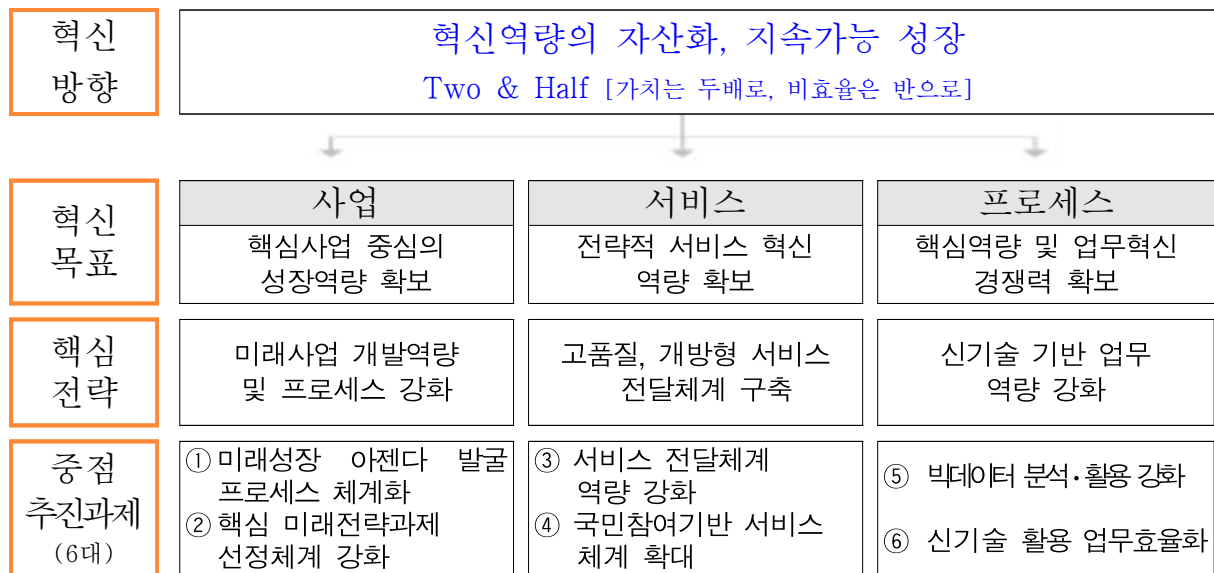 혁신
방향
혁신역량의 자산화, 지속가능 성장
Two & Half [가치는 두배로, 비효율은 반으로]
혁신
목표
사업
핵심사업 중심의
성장역량 확보
서비스
전략적 서비스 혁신
역량 확보
프로세스
핵심역량 및 업무혁신
경쟁력 확보
핵심
전략
미래사업 개발역량
및 프로세스 강화
고품질, 개방형 서비스
전달체계 구축
신기술 기반 업무
역량 강화
중점
추진과제
(6대)
① 미래성장 아젠다 발굴
프로세스 체계화
② 핵심 미래전략과제
선정체계 강화
③ 서비스 전달체계
역량 강화
④ 국민참여기반 서비스
체계 확대
⑤ 빅데이터 분석·활용 강화
⑥ 신기술 활용 업무효율화